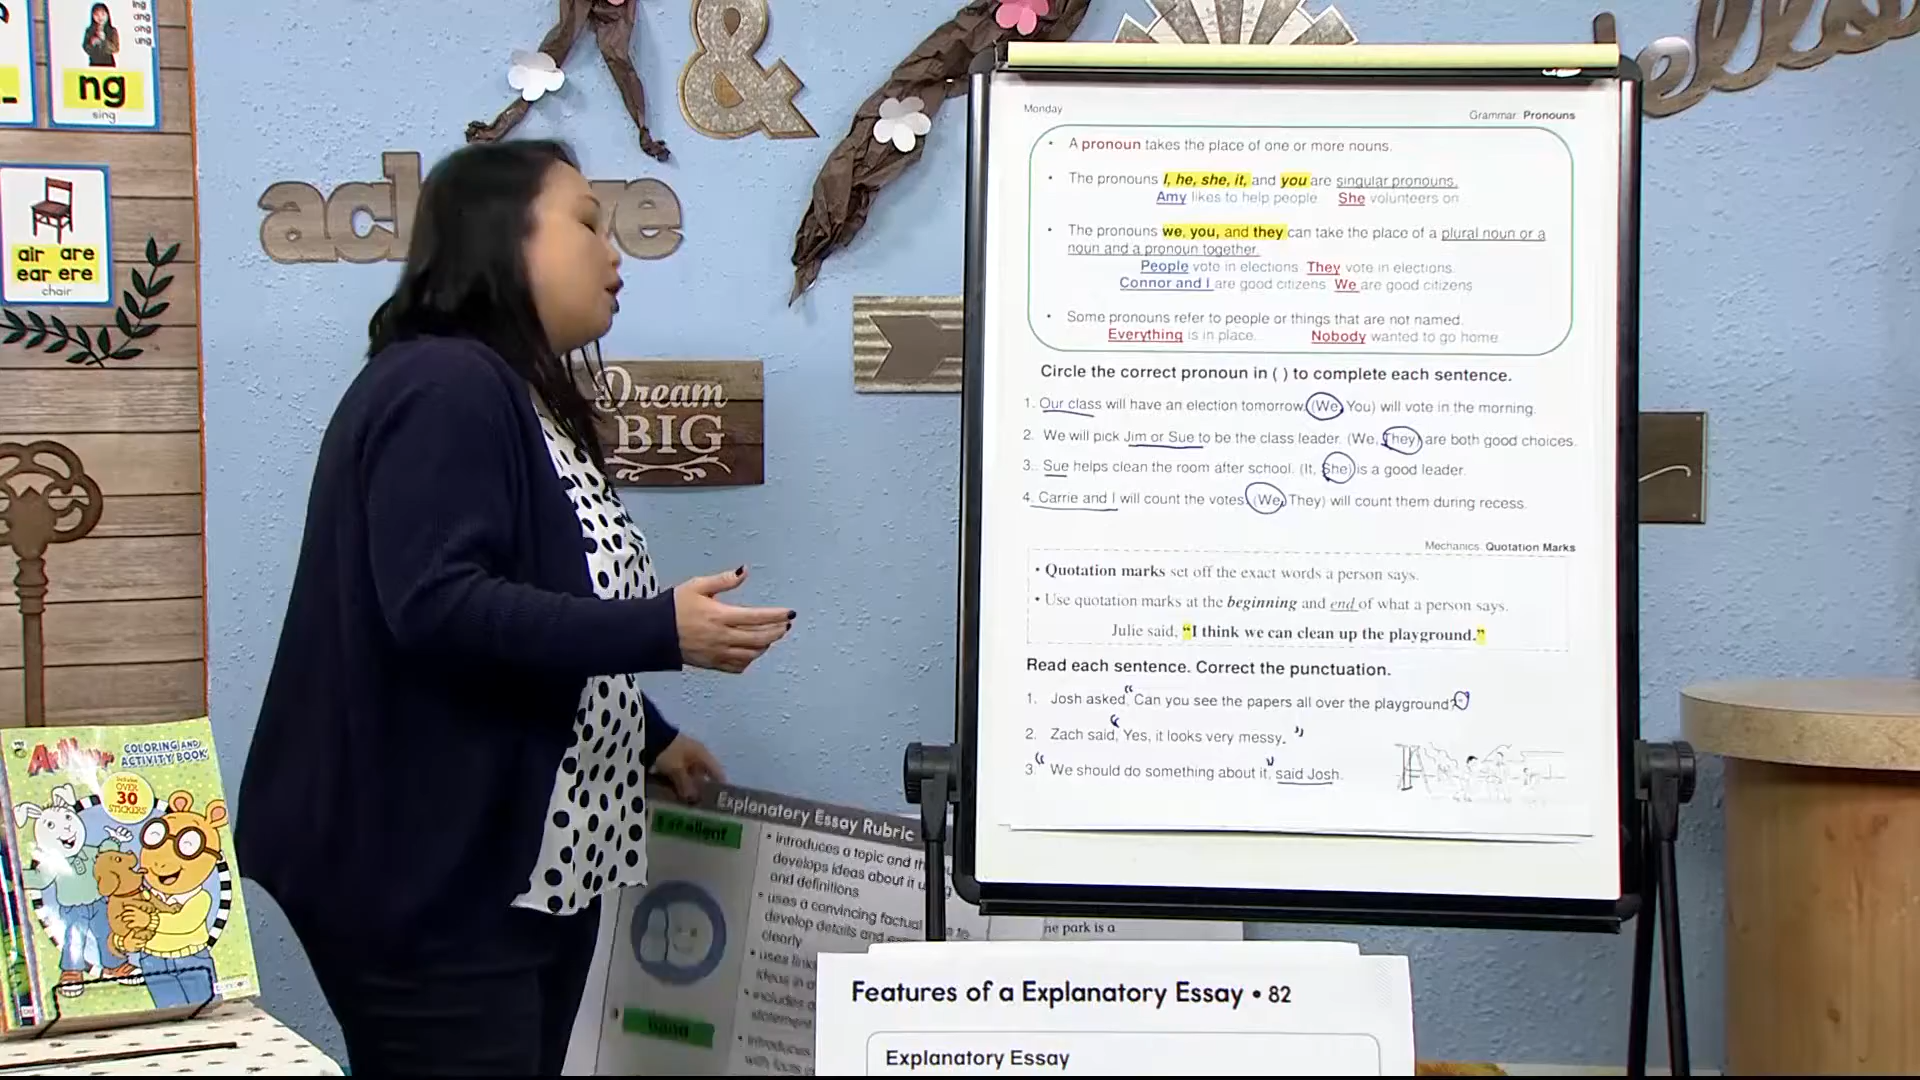 ing
ang
ong
ung
ng
sing
air are
ear ere
chair
&
Dream
BIG
Monday
Grammar: Pronouns
• A pronoun takes the place of one or more nouns.
• The pronouns I, he, she, it, and you are singular pronouns.
Amy likes to help people She volunteers on
• The pronouns we, you, and they can take the place of a plural noun or a
noun and a pronoun together.
People vote in elections. They vote in elections.
Connor and I are good citizens We are good citizens
• Some pronouns refer to people or things that are not named.
Everything is in place. Nobody wanted to go home
Circle the correct pronoun in ( ) to complete each sentence.
1. Our class will have an election tomorrow. (We, You) will vote in the morning.
2. We will pick Jim or Sue to be the class leader. (We, They) are both good choices.
3. Sue helps clean the room after school. (It, She) is a good leader.
4. Carrie and I will count the votes. (We, They) will count them during recess.
Mechanics: Quotation Marks
• Quotation marks set off the exact words a person says.
• Use quotation marks at the beginning and end of what a person says.
Julie said, “I think we can clean up the playground.”
Read each sentence. Correct the punctuation.
1. Josh asked, “Can you see the papers all over the playground?”
2. Zach said, “Yes, it looks very messy.”
3. “We should do something about it,” said Josh.
Arthur
COLORING AND
ACTIVITY BOOK
OVER
30
STICKERS
Explanatory Essay Rubric
Excellent
• introduces a topic and
develops ideas about it
and definitions
• uses a convincing factual
develop details and
clearly
• uses
ideas in
• includes
statement
Good
• introduces
with
park is a
Features of a Explanatory Essay • 82
Explanatory Essay